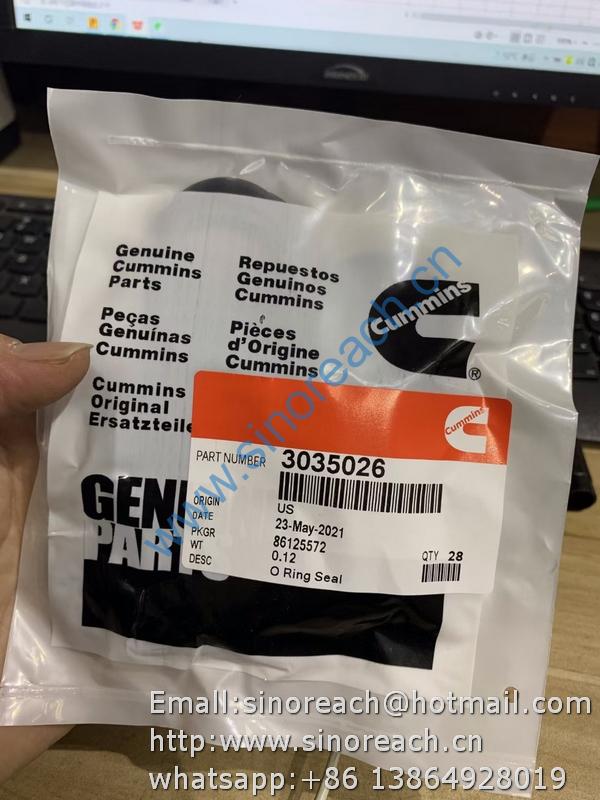 Genuine
Cummins
Parts
Repuestos
Genuinos
Cummins
Cummins
®
Peças
Genuínas
Cummins
Pièces
d'Origine
Cummins
Cummins
Original
Ersatzteile
GENUINE
PARTS
Cummins
PART NUMBER 3035026
ORIGIN US
DATE 23-May-2021
PKGR 86125572
WT 0.12
DESC O Ring Seal
QTY 28
www.sinoreach.cn
Email:sinoreach@hotmail.com
http:www.sinoreach.cn
whatsapp:+86 13864928019